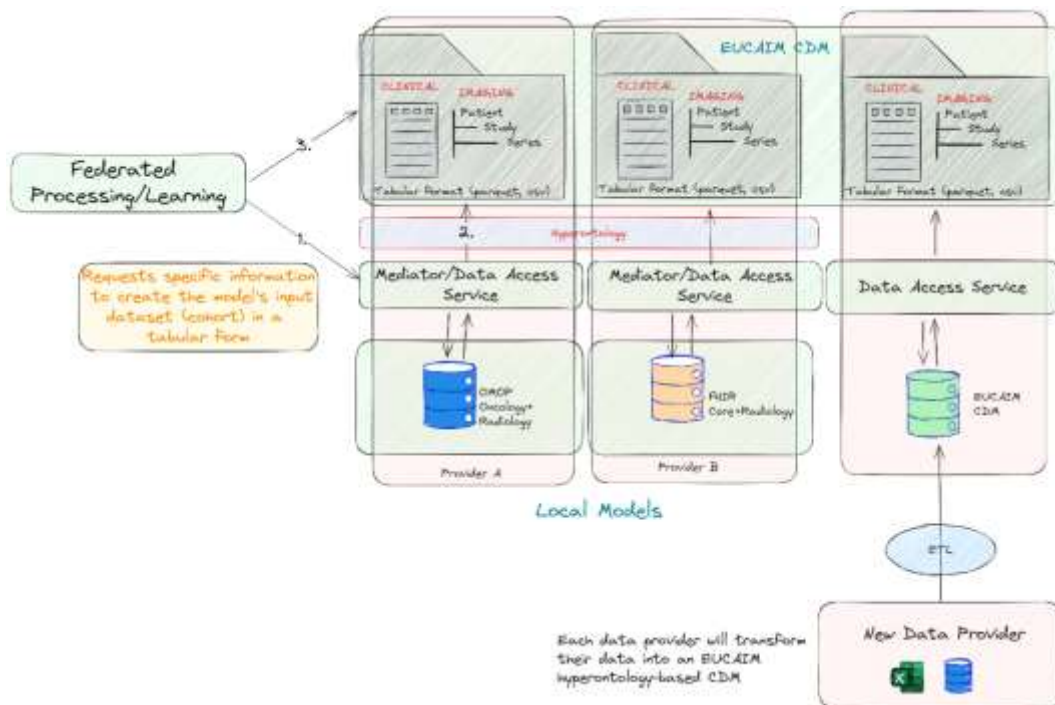 EUCAIM CDM
CLINICAL
IMAGING
Patient
Study
Series
Tabular Format (parquet, csv)
CLINICAL
IMAGING
Patient
Study
Series
Tabular Format (parquet, csv)
CLINICAL
IMAGING
Patient
Study
Series
Tabular Format (parquet, csv)
3.
Federated
Processing/Learning
1.
2.
Hyperontology
Requests specific information
to create the model's input
dataset (cohort) in a
tabular form
Mediator/Data Access
Service
Mediator/Data Access
Service
Data Access Service
OMOP
Oncology+
Radiology
FHIR
Core+Radiology
EUCAIM
CDM
Provider A
Provider B
Local Models
ETL
Each data provider will transform
their data into an EUCAIM
hyperontology-based CDM
New Data Provider